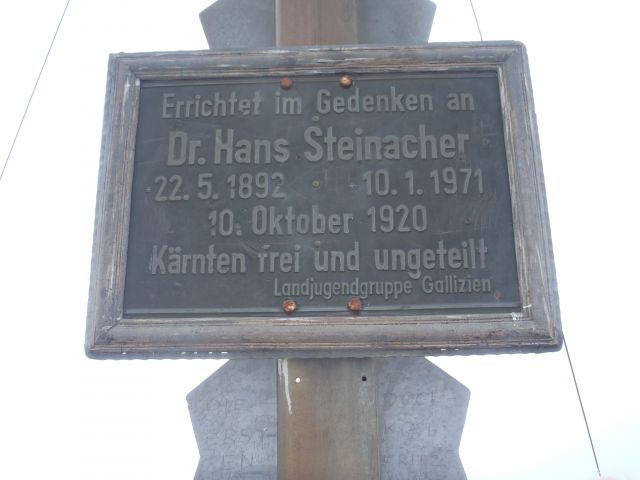 Errichtet im Gedenken an
Dr. Hans Steinacher
22. 5. 1892 10. 1. 1971
10. Oktober 1920
Kärnten frei und ungeteilt
Landjugendgruppe Gallizien
DIE